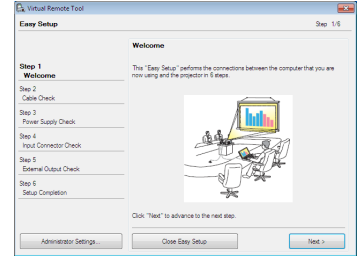 Virtual Remote Tool
Easy Setup
Step 1/6
Welcome
Step 1
Welcome
This "Easy Setup" performs the connections between the computer that you are
now using and the projector in 6 steps.
Step 2
Cable Check
Step 3
Power Supply Check
Step 4
Input Connector Check
Step 5
External Output Check
Step 6
Setup Completion
Click "Next" to advance to the next step.
Administrator Settings...
Close Easy Setup
Next >